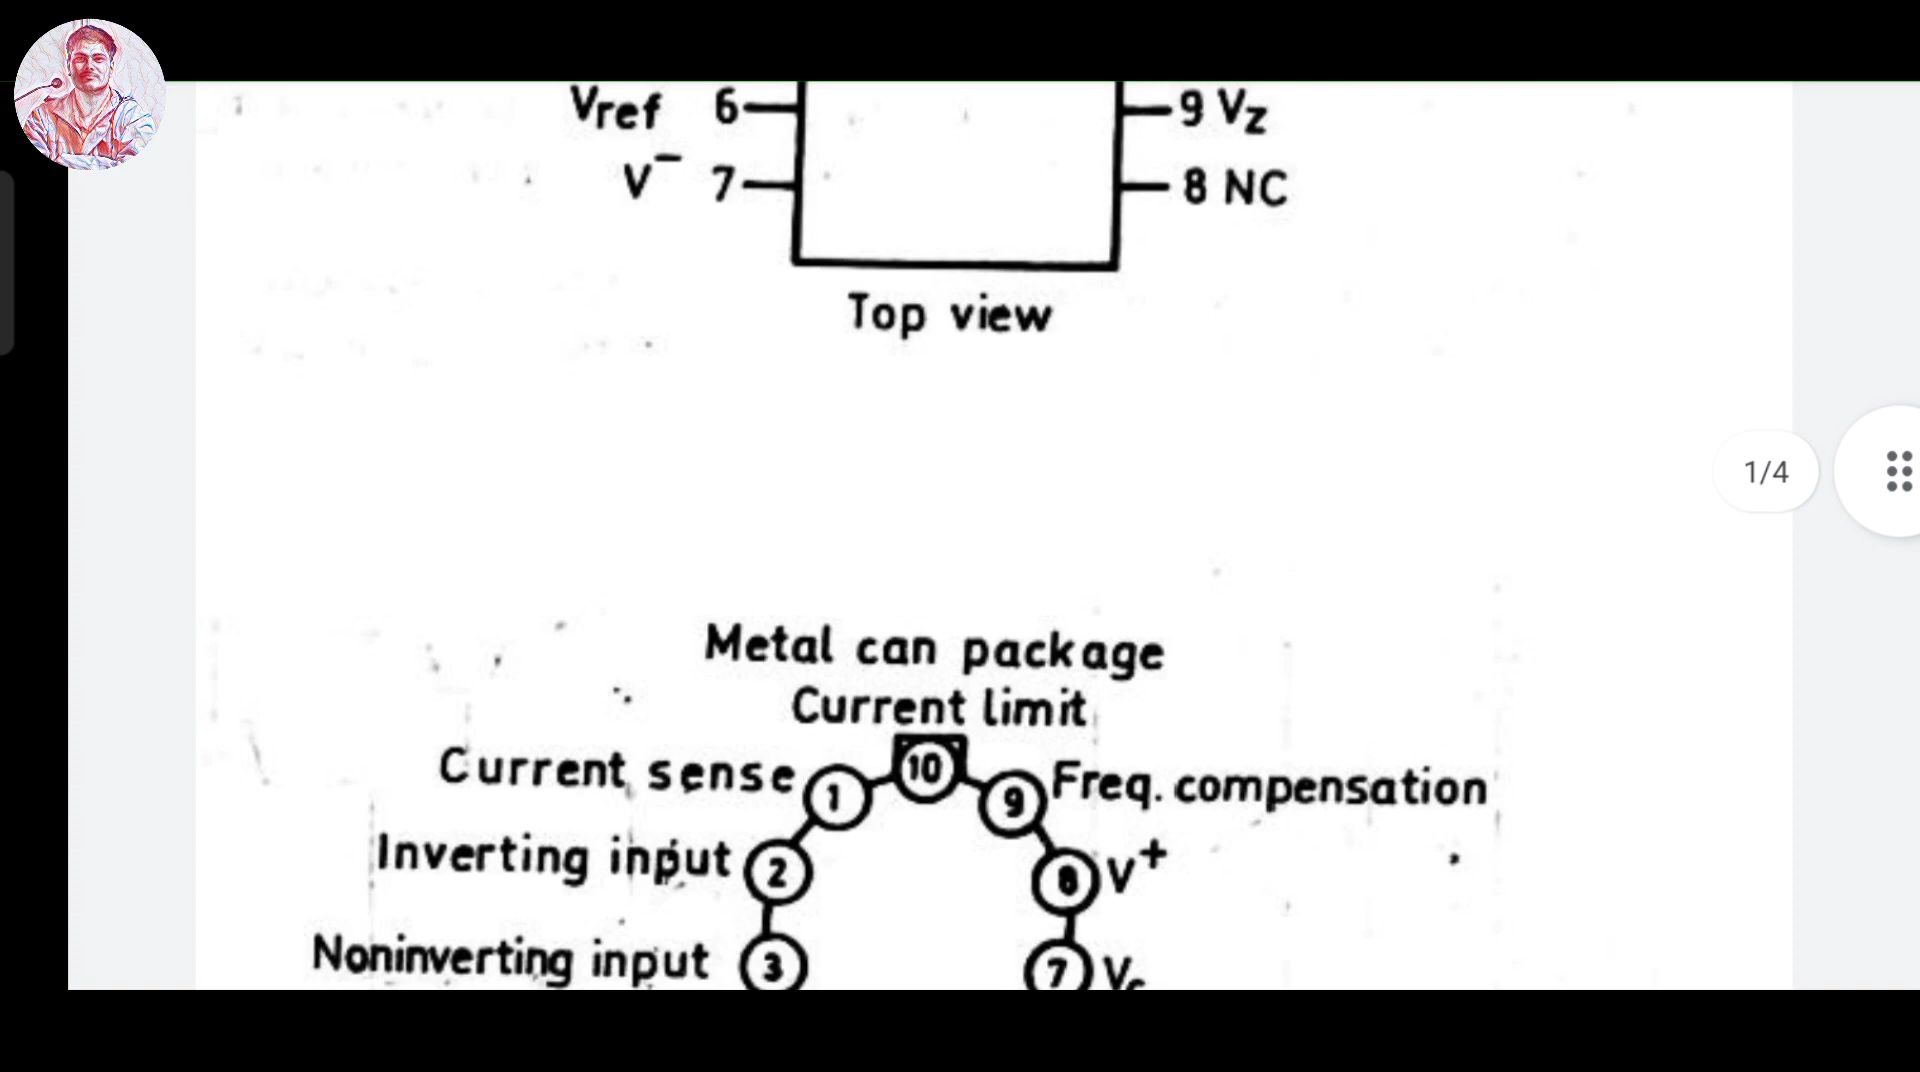 Vref 6 9 Vz
V⁻ 7 8 NC
Top view
1/4
Metal can package
Current limit
Current sense 1 10 9 Freq. compensation
Inverting input 2 8 V⁺
Noninverting input 3 7 Vc